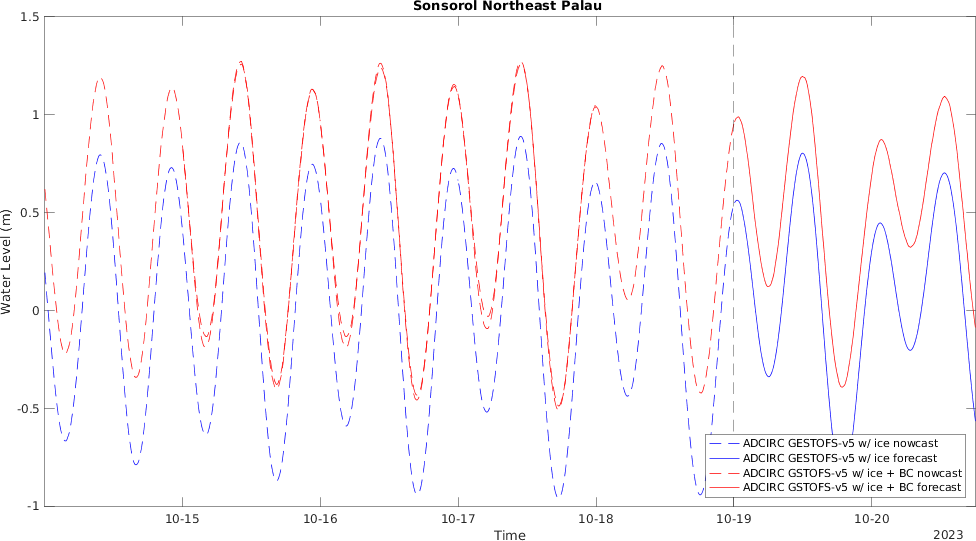 Sonsorol Northeast Palau
1.5
1
0.5
0
-0.5
-1
Water Level (m)
10-15
10-16
10-17
10-18
10-19
10-20
Time
2023
ADCIRC GESTOFS-v5 w/ ice nowcast
ADCIRC GESTOFS-v5 w/ ice forecast
ADCIRC GSTOFS-v5 w/ ice + BC nowcast
ADCIRC GSTOFS-v5 w/ ice + BC forecast